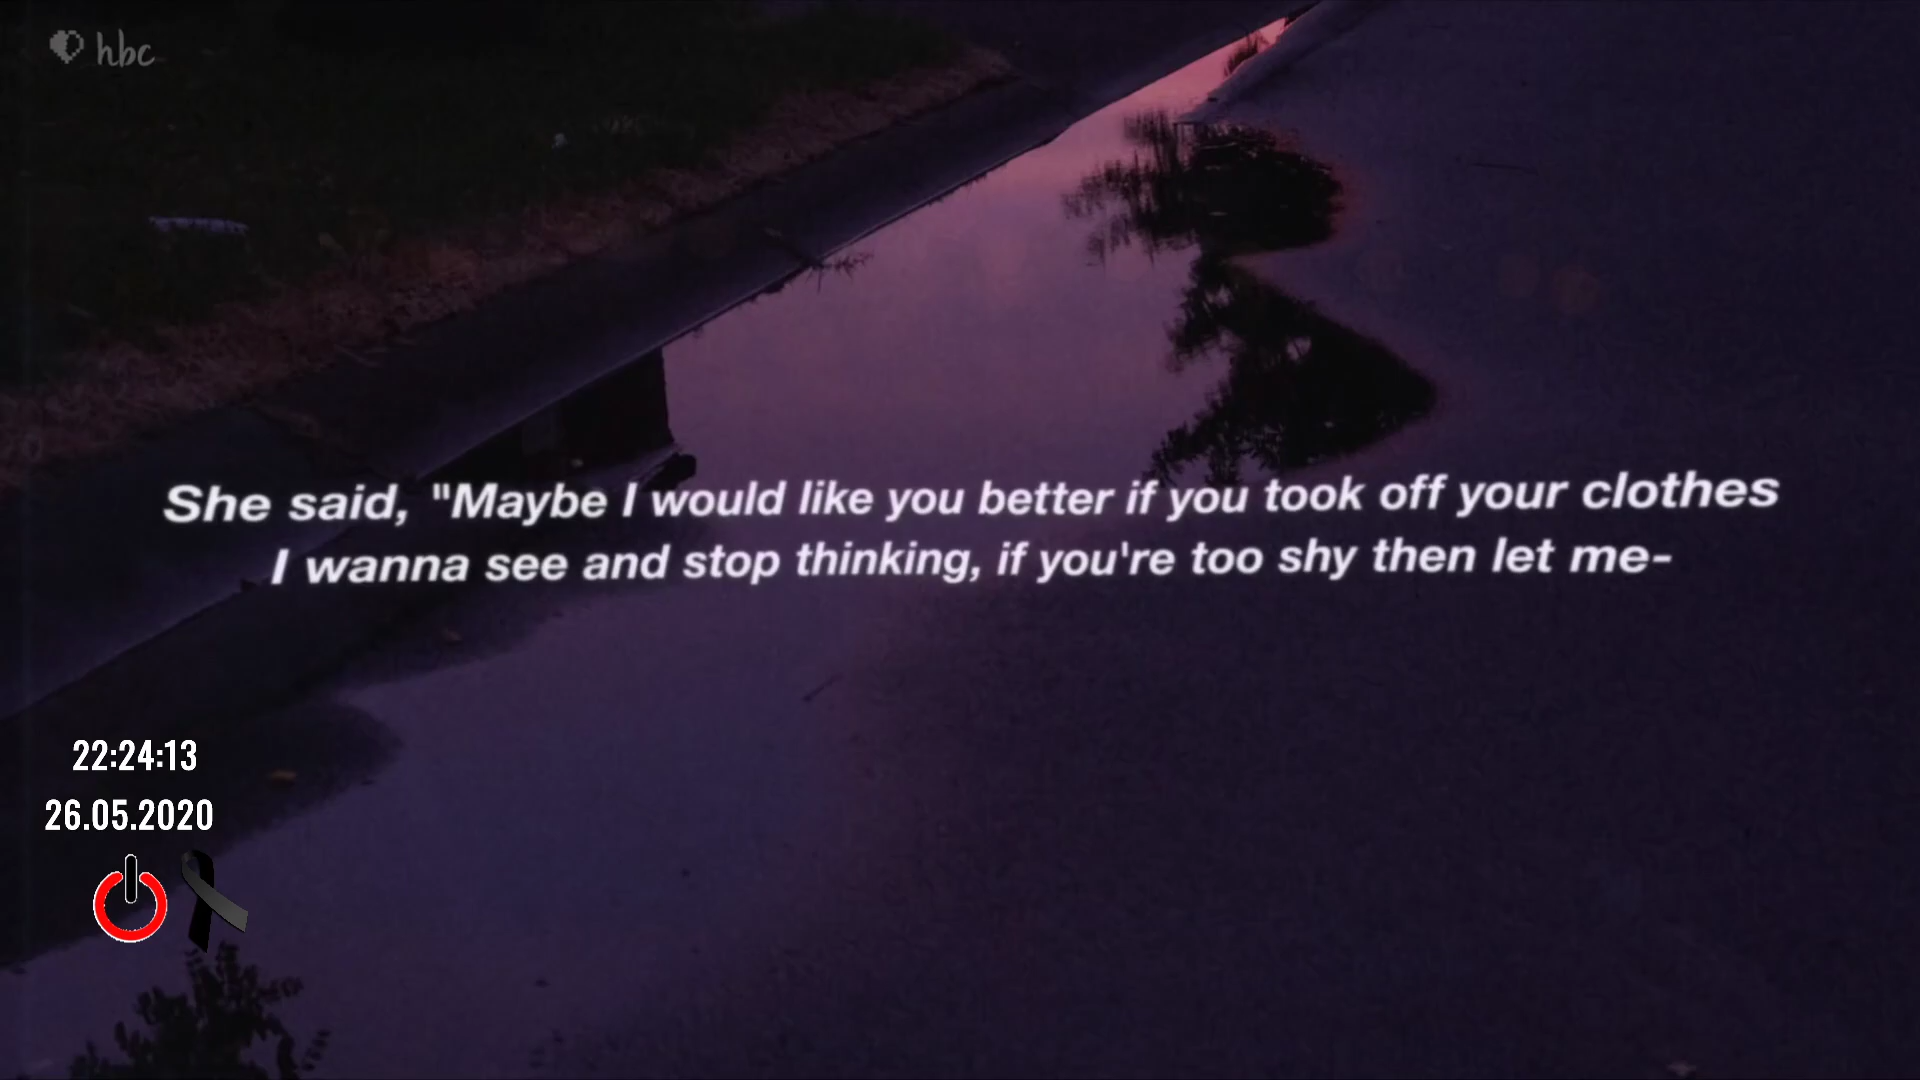 hbc
She said, "Maybe I would like you better if you took off your clothes
I wanna see and stop thinking, if you're too shy then let me-
22:24:13
26.05.2020